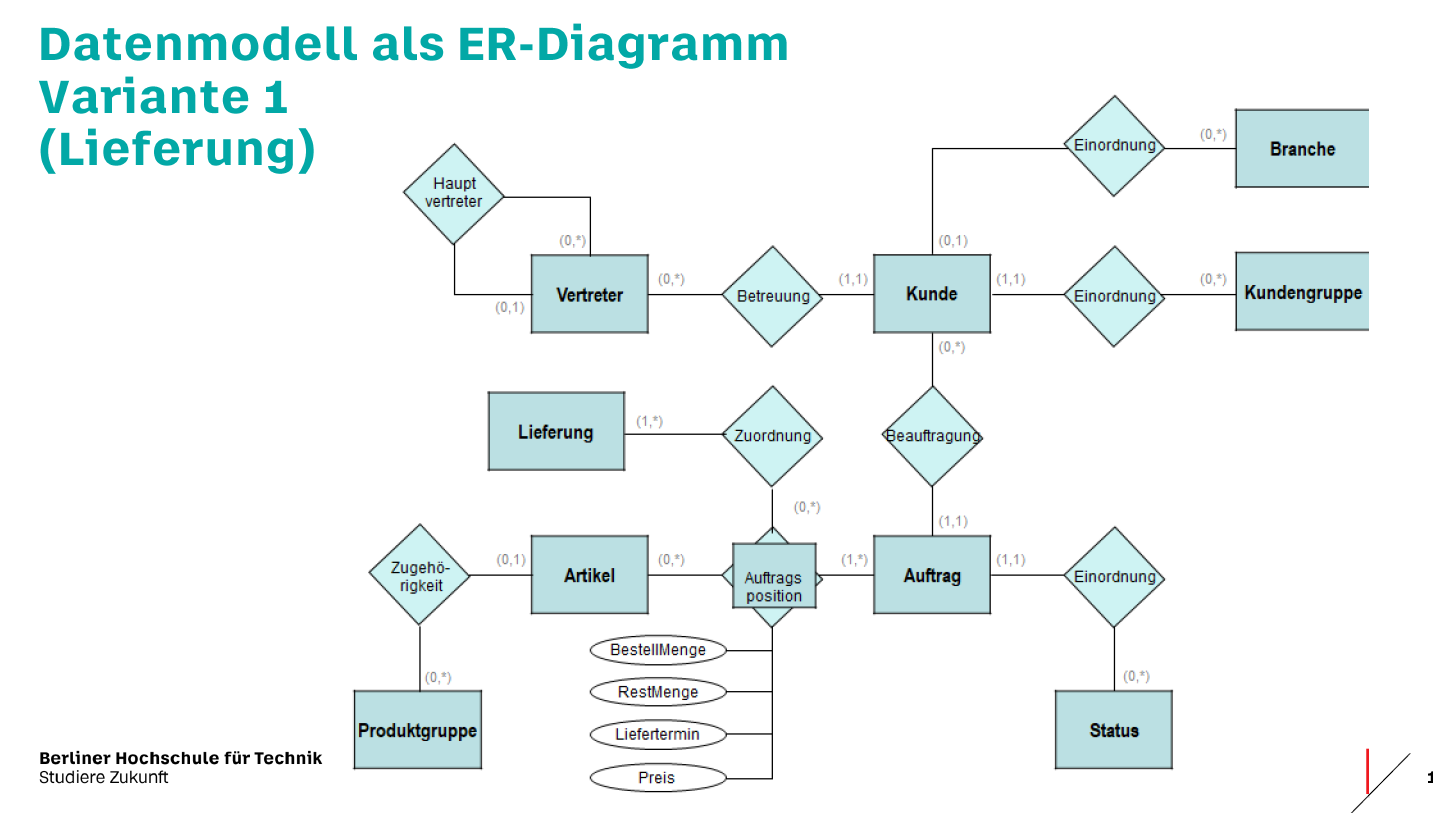 Datenmodell als ER-Diagramm
Variante 1
(Lieferung)
Einordnung
(0,*)
Branche
Haupt
vertreter
(0,*)
(0,1)
Vertreter
(0,*)
Betreuung
(1,1)
Kunde
(1,1)
Einordnung
(0,*)
Kundengruppe
(0,1)
(0,*)
Lieferung
(1,*)
Zuordnung
Beauftragung
(0,*)
(1,1)
Zugehö-
rigkeit
(0,1)
Artikel
(0,*)
Auftrags
position
(1,*)
Auftrag
(1,1)
Einordnung
BestellMenge
(0,*)
(0,*)
RestMenge
Produktgruppe
Liefertermin
Status
Preis
Berliner Hochschule für Technik
Studiere Zukunft
1